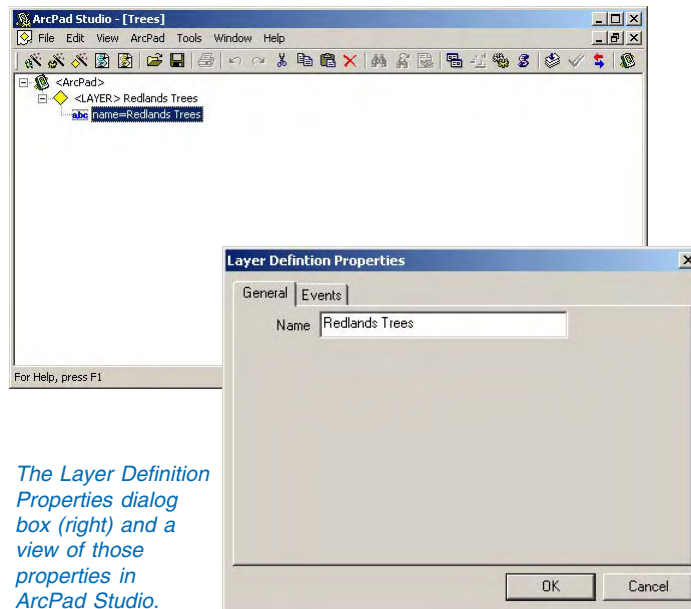 ArcPad Studio - [Trees]
File Edit View ArcPad Tools Window Help
<ArcPad>
<LAYER> Redlands Trees
abc name=Redlands Trees
For Help, press F1
Layer Defintion Properties
General Events
Name Redlands Trees
OK Cancel
The Layer Definition
Properties dialog
box (right) and a
view of those
properties in
ArcPad Studio.